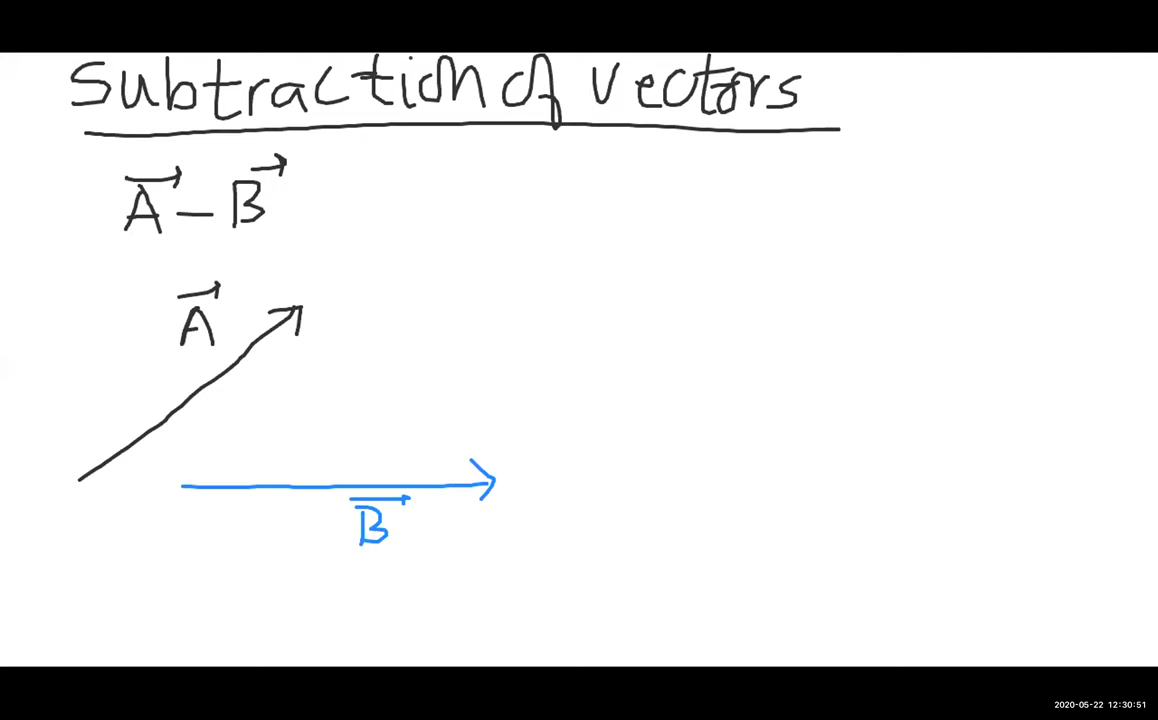 Subtraction of vectors
A⃗ - B⃗
A⃗
B⃗
2020-05-22 12:30:51